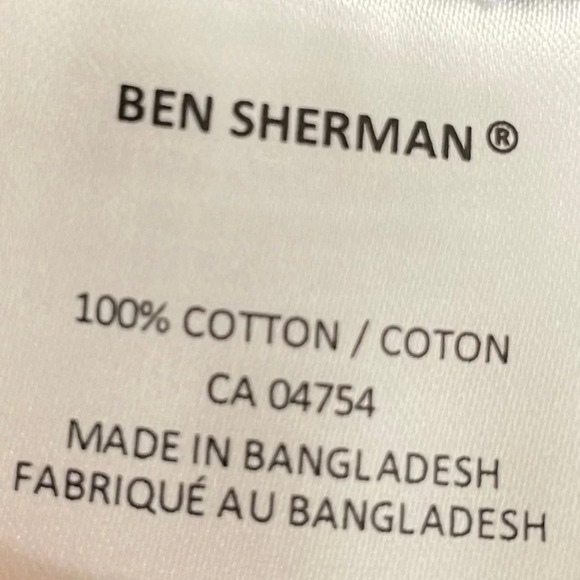 BEN SHERMAN®
100% COTTON / COTON
CA 04754
MADE IN BANGLADESH
FABRIQUÉ AU BANGLADESH